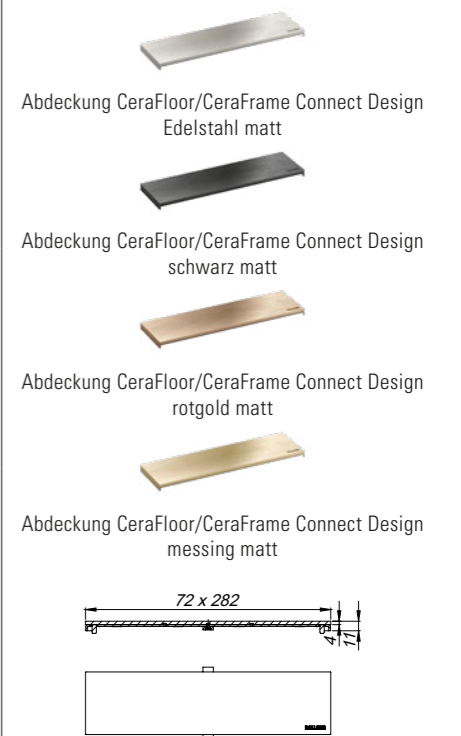 Abdeckung CeraFloor/CeraFrame Connect Design
Edelstahl matt
Abdeckung CeraFloor/CeraFrame Connect Design
schwarz matt
Abdeckung CeraFloor/CeraFrame Connect Design
rotgold matt
Abdeckung CeraFloor/CeraFrame Connect Design
messing matt
72 x 282
4
11